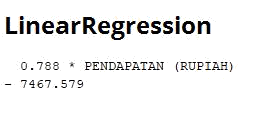 LinearRegression
0.788 * PENDAPATAN (RUPIAH)
- 7467.579